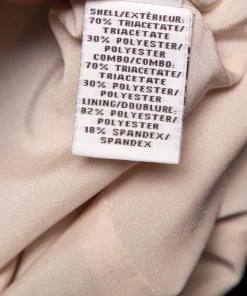 SHELL/EXTÉRIEUR:
70% TRIACETATE/
TRIACETATE
30% POLYESTER/
POLYESTER
COMBO/COMBO:
70% TRIACETATE/
TRIACETATE
30% POLYESTER/
POLYESTER
LINING/DOUBLURE:
82% POLYESTER/
POLYESTER
18% SPANDEX/
SPANDEX